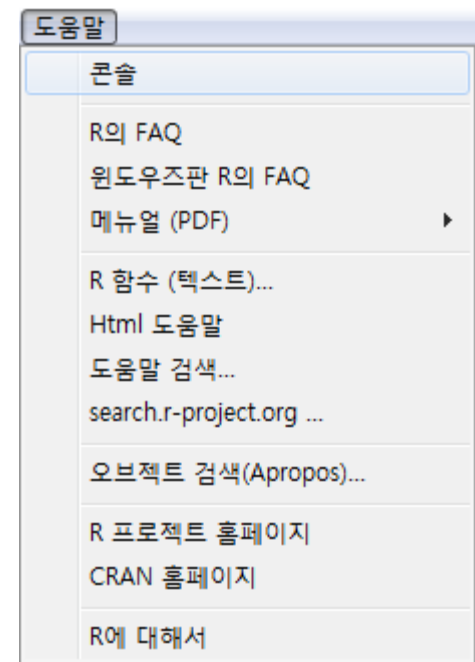 도움말
콘솔
R의 FAQ
윈도우즈판 R의 FAQ
메뉴얼 (PDF)
R 함수 (텍스트)...
Html 도움말
도움말 검색...
search.r-project.org ...
오브젝트 검색(Apropos)...
R 프로젝트 홈페이지
CRAN 홈페이지
R에 대해서